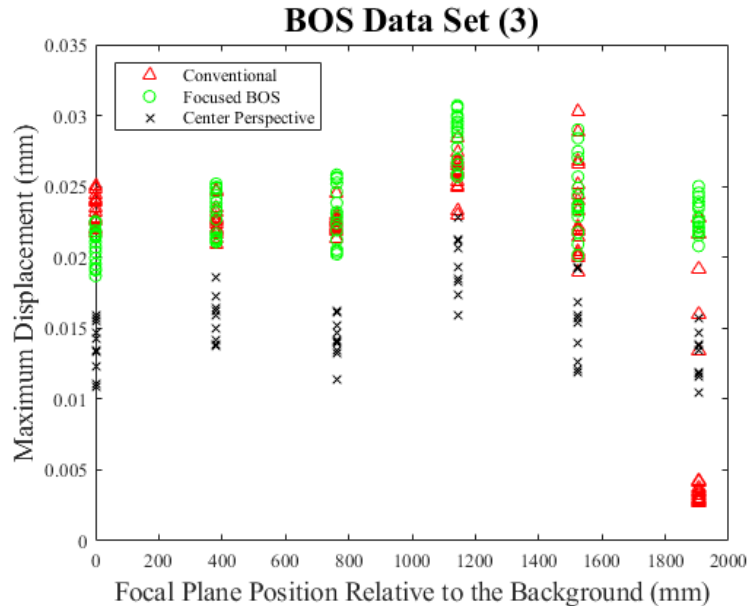 BOS Data Set (3)
0.035
0.03
0.025
0.02
0.015
0.01
0.005
0
Maximum Displacement (mm)
Conventional
Focused BOS
Center Perspective
0 200 400 600 800 1000 1200 1400 1600 1800 2000
Focal Plane Position Relative to the Background (mm)